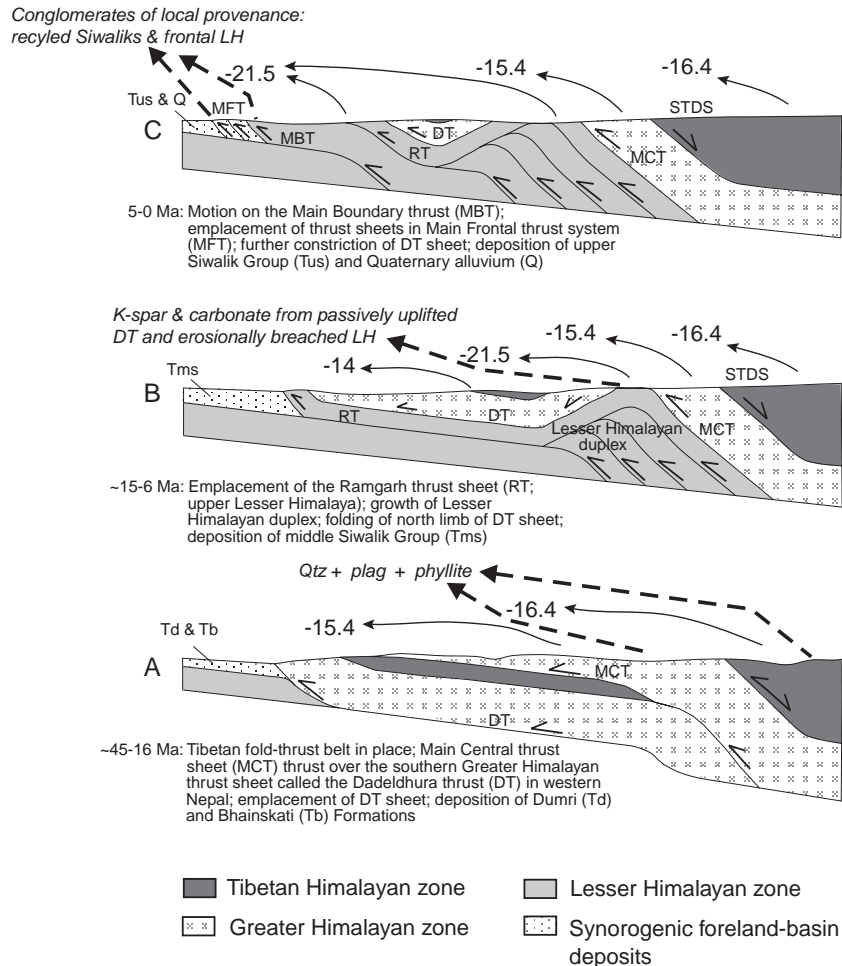 Conglomerates of local provenance:
recyled Siwaliks & frontal LH
-21.5
-15.4
-16.4
Tus & Q
MFT
STDS
C
MBT
RT
DT
MCT
5-0 Ma: Motion on the Main Boundary thrust (MBT);
emplacement of thrust sheets in Main Frontal thrust system
(MFT); further constriction of DT sheet; deposition of upper
Siwalik Group (Tus) and Quaternary alluvium (Q)
K-spar & carbonate from passively uplifted
DT and erosionally breached LH
-15.4
-16.4
-21.5
-14
Tms
STDS
B
RT
DT
MCT
Lesser Himalayan
duplex
~15-6 Ma: Emplacement of the Ramgarh thrust sheet (RT;
upper Lesser Himalaya); growth of Lesser
Himalayan duplex; folding of north limb of DT sheet;
deposition of middle Siwalik Group (Tms)
Qtz + plag + phyllite
-16.4
-15.4
Td & Tb
A
MCT
DT
~45-16 Ma: Tibetan fold-thrust belt in place; Main Central thrust
sheet (MCT) thrust over the southern Greater Himalayan
thrust sheet called the Dadeldhura thrust (DT) in western
Nepal; emplacement of DT sheet; deposition of Dumri (Td)
and Bhainskati (Tb) Formations
Tibetan Himalayan zone
Lesser Himalayan zone
Greater Himalayan zone
Synorogenic foreland-basin
deposits